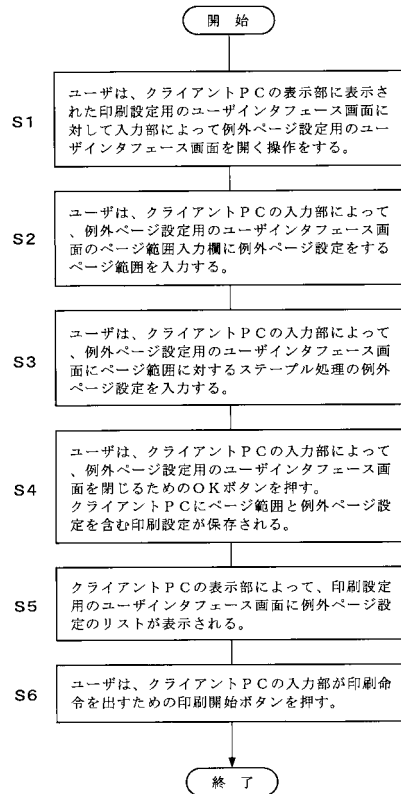 開始
S1
ユーザは、クライアントPCの表示部に表示さ
れた印刷設定用のユーザインタフェース画面に
対して入力部によって例外ページ設定用のユー
ザインタフェース画面を開く操作をする。
S2
ユーザは、クライアントPCの入力部によって
、例外ページ設定用のユーザインタフェース画
面のページ範囲入力欄に例外ページ設定をする
ページ範囲を入力する。
S3
ユーザは、クライアントPCの入力部によって
、例外ページ設定用のユーザインタフェース画
面にページ範囲に対するステープル処理の例外
ページ設定を入力する。
S4
ユーザは、クライアントPCの入力部によって
、例外ページ設定用のユーザインタフェース画
面を閉じるためのOKボタンを押す。
クライアントPCにページ範囲と例外ページ設
定を含む印刷設定が保存される。
S5
クライアントPCの表示部によって、印刷設定
用のユーザインタフェース画面に例外ページ設
定のリストが表示される。
S6
ユーザは、クライアントPCの入力部が印刷命
令を出すための印刷開始ボタンを押す。
終了